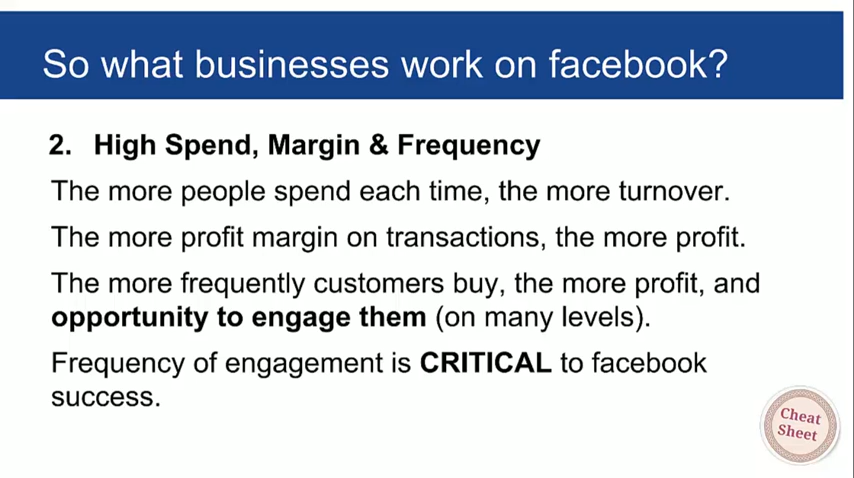 So what businesses work on facebook?
2. High Spend, Margin & Frequency
The more people spend each time, the more turnover.
The more profit margin on transactions, the more profit.
The more frequently customers buy, the more profit, and
opportunity to engage them (on many levels).
Frequency of engagement is CRITICAL to facebook
success.
Cheat
Sheet